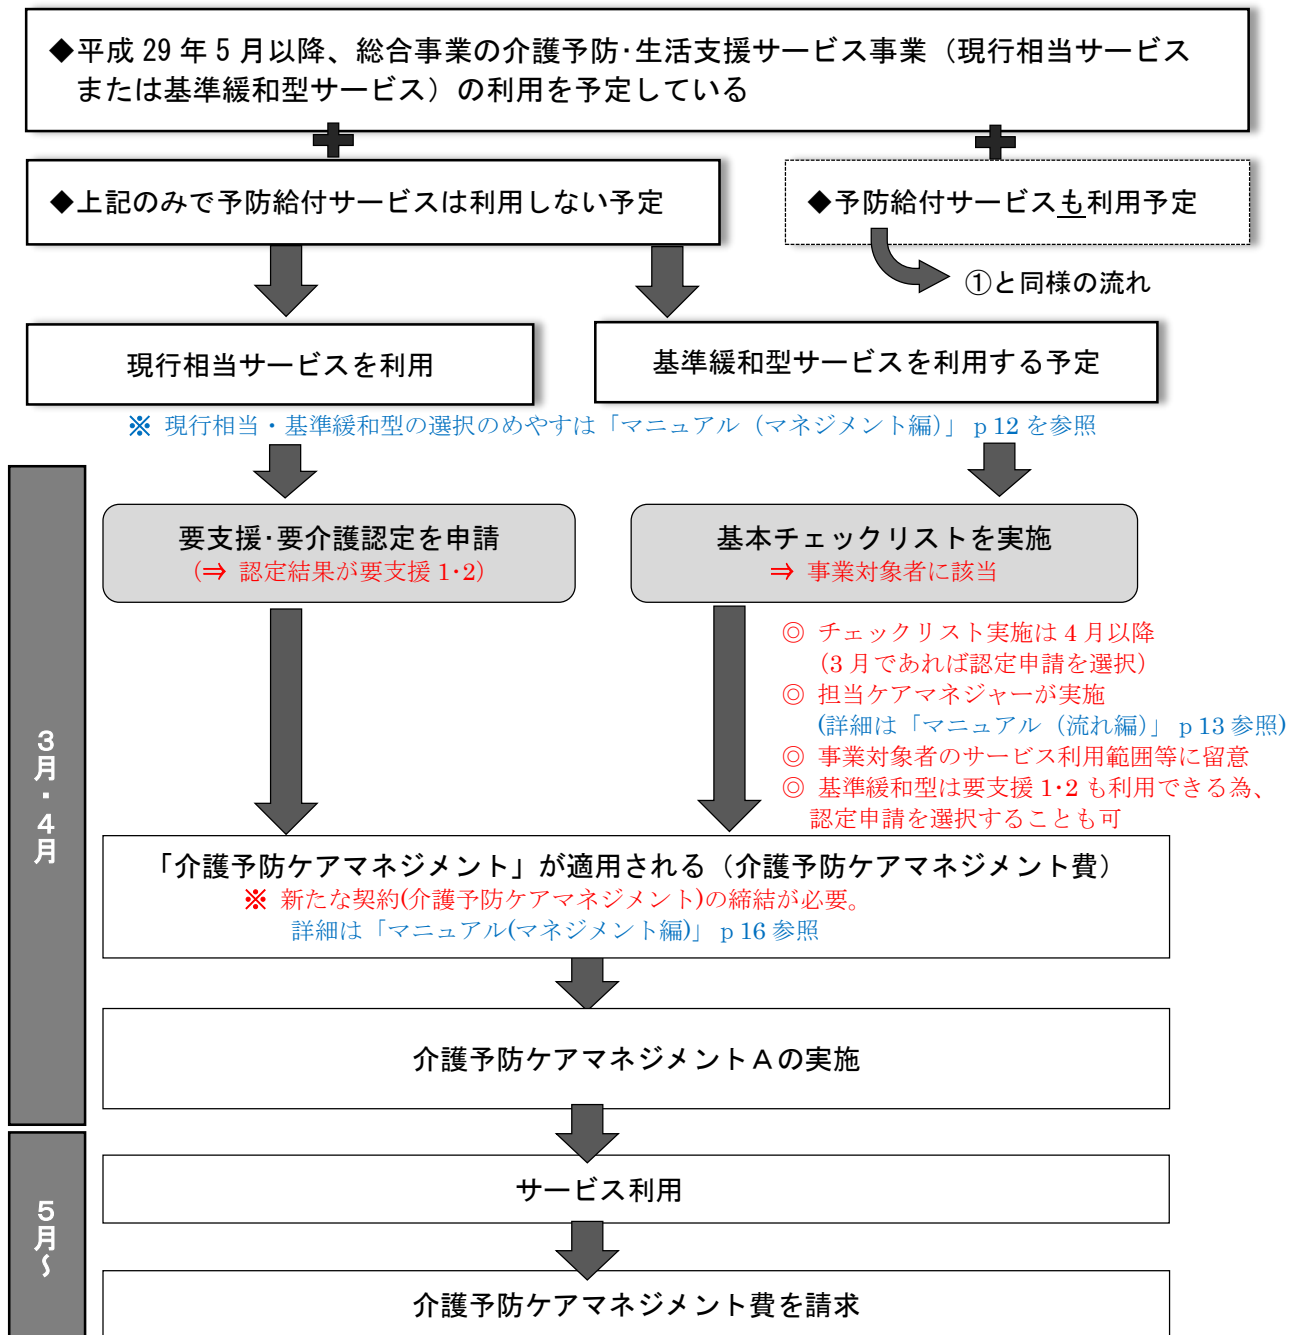 ◆平成 29 年 5 月以降、総合事業の介護予防･生活支援サービス事業（現行相当サービス
または基準緩和型サービス）の利用を予定している
◆上記のみで予防給付サービスは利用しない予定
◆予防給付サービスも利用予定
①と同様の流れ
現行相当サービスを利用
基準緩和型サービスを利用する予定
※ 現行相当・基準緩和型の選択のめやすは「マニュアル（マネジメント編）」ｐ12 を参照
3月・4月
要支援･要介護認定を申請
(⇒ 認定結果が要支援 1･2)
基本チェックリストを実施
⇒ 事業対象者に該当
◎ チェックリスト実施は 4 月以降
（3 月であれば認定申請を選択）
◎ 担当ケアマネジャーが実施
(詳細は「マニュアル（流れ編）」ｐ13 参照)
◎ 事業対象者のサービス利用範囲等に留意
◎ 基準緩和型は要支援 1･2 も利用できる為、
認定申請を選択することも可
「介護予防ケアマネジメント」が適用される（介護予防ケアマネジメント費）
※ 新たな契約(介護予防ケアマネジメント)の締結が必要。
詳細は「マニュアル(マネジメント編)」ｐ16 参照
介護予防ケアマネジメントＡの実施
5月～
サービス利用
介護予防ケアマネジメント費を請求